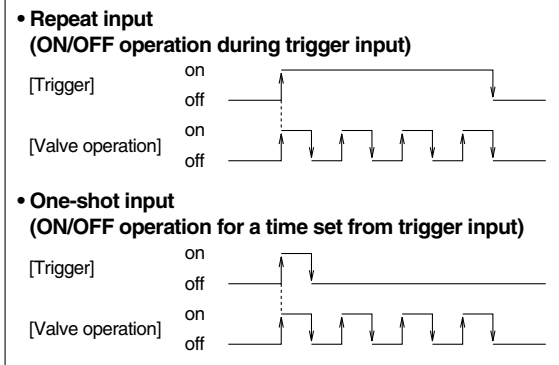 • Repeat input
(ON/OFF operation during trigger input)
[Trigger]
on
off
[Valve operation]
on
off
• One-shot input
(ON/OFF operation for a time set from trigger input)
[Trigger]
on
off
[Valve operation]
on
off